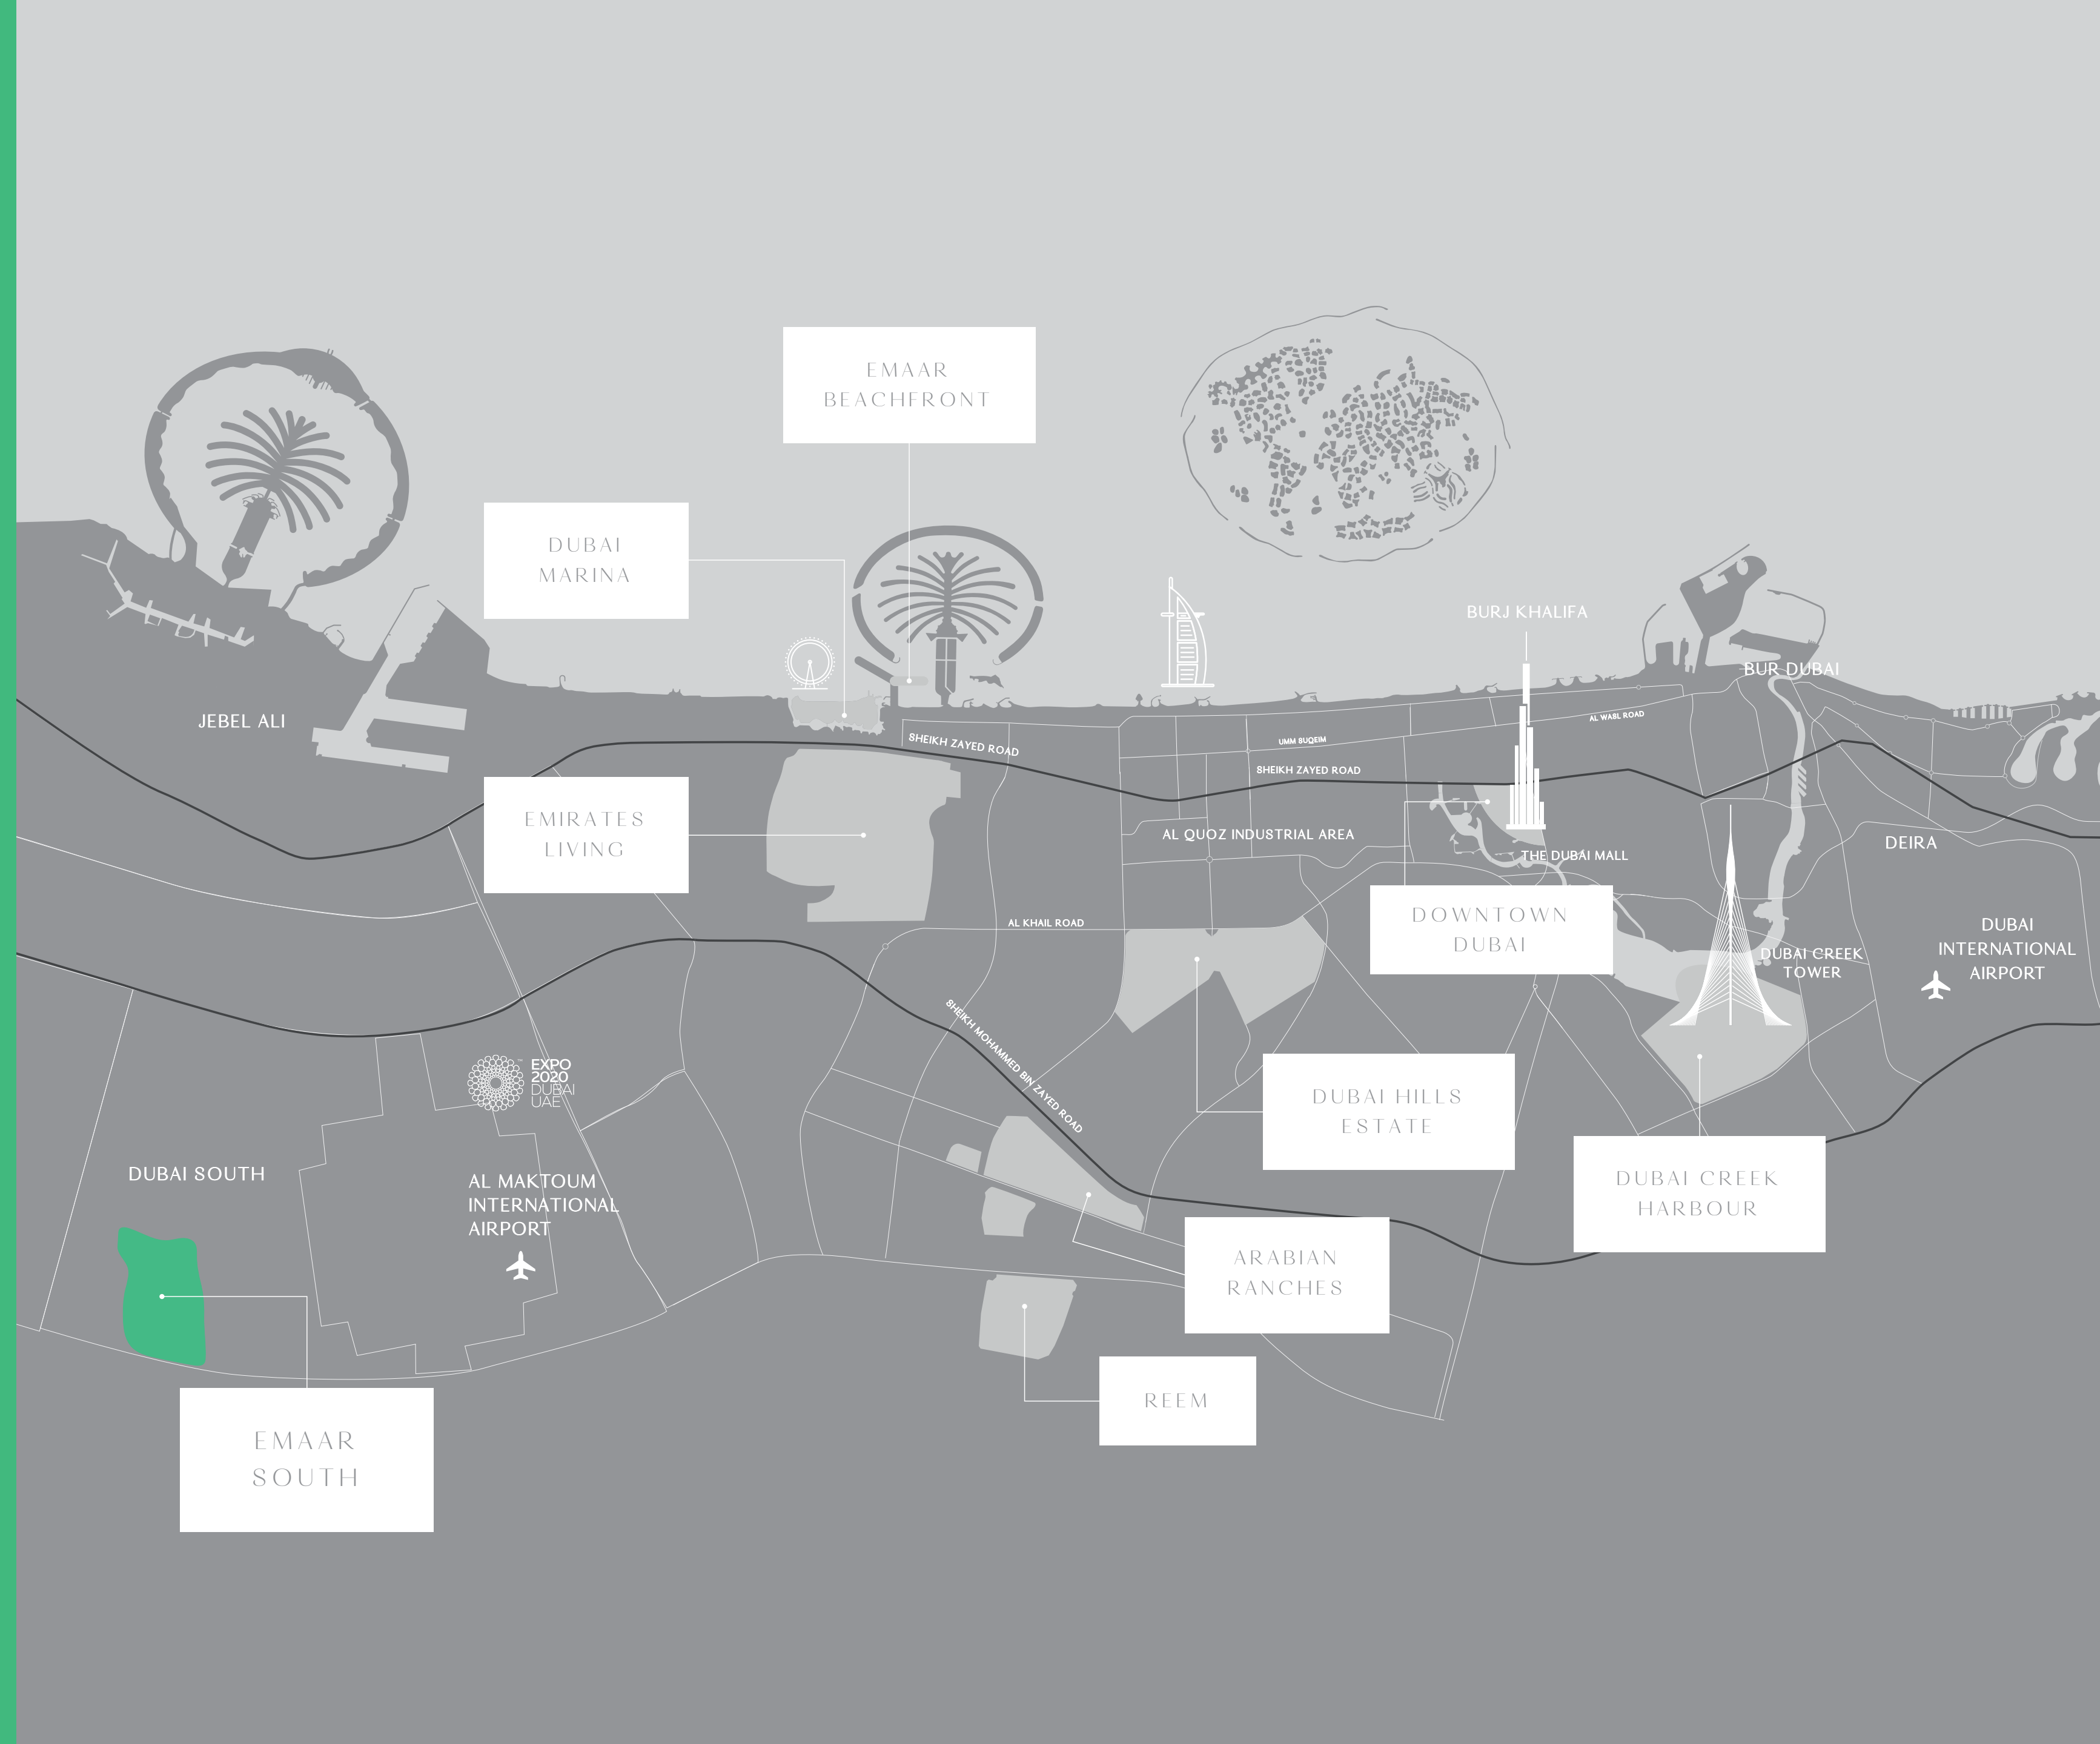 EMAAR
BEACHFRONT
DUBAI
MARINA
BURJ KHALIFA
BUR DUBAI
JEBEL ALI
AL WASL ROAD
SHEIKH ZAYED ROAD
UMM SUQEIM
SHEIKH ZAYED ROAD
EMIRATES
LIVING
AL QUOZ INDUSTRIAL AREA
THE DUBAI MALL
DEIRA
DOWNTOWN
DUBAI
AL KHAIL ROAD
DUBAI
INTERNATIONAL
AIRPORT
DUBAI CREEK
TOWER
SHEIKH MOHAMMED BIN ZAYED ROAD
EXPO
2020
DUBAI
UAE
DUBAI HILLS
ESTATE
DUBAI SOUTH
AL MAKTOUM
INTERNATIONAL
AIRPORT
DUBAI CREEK
HARBOUR
ARABIAN
RANCHES
REEM
EMAAR
SOUTH